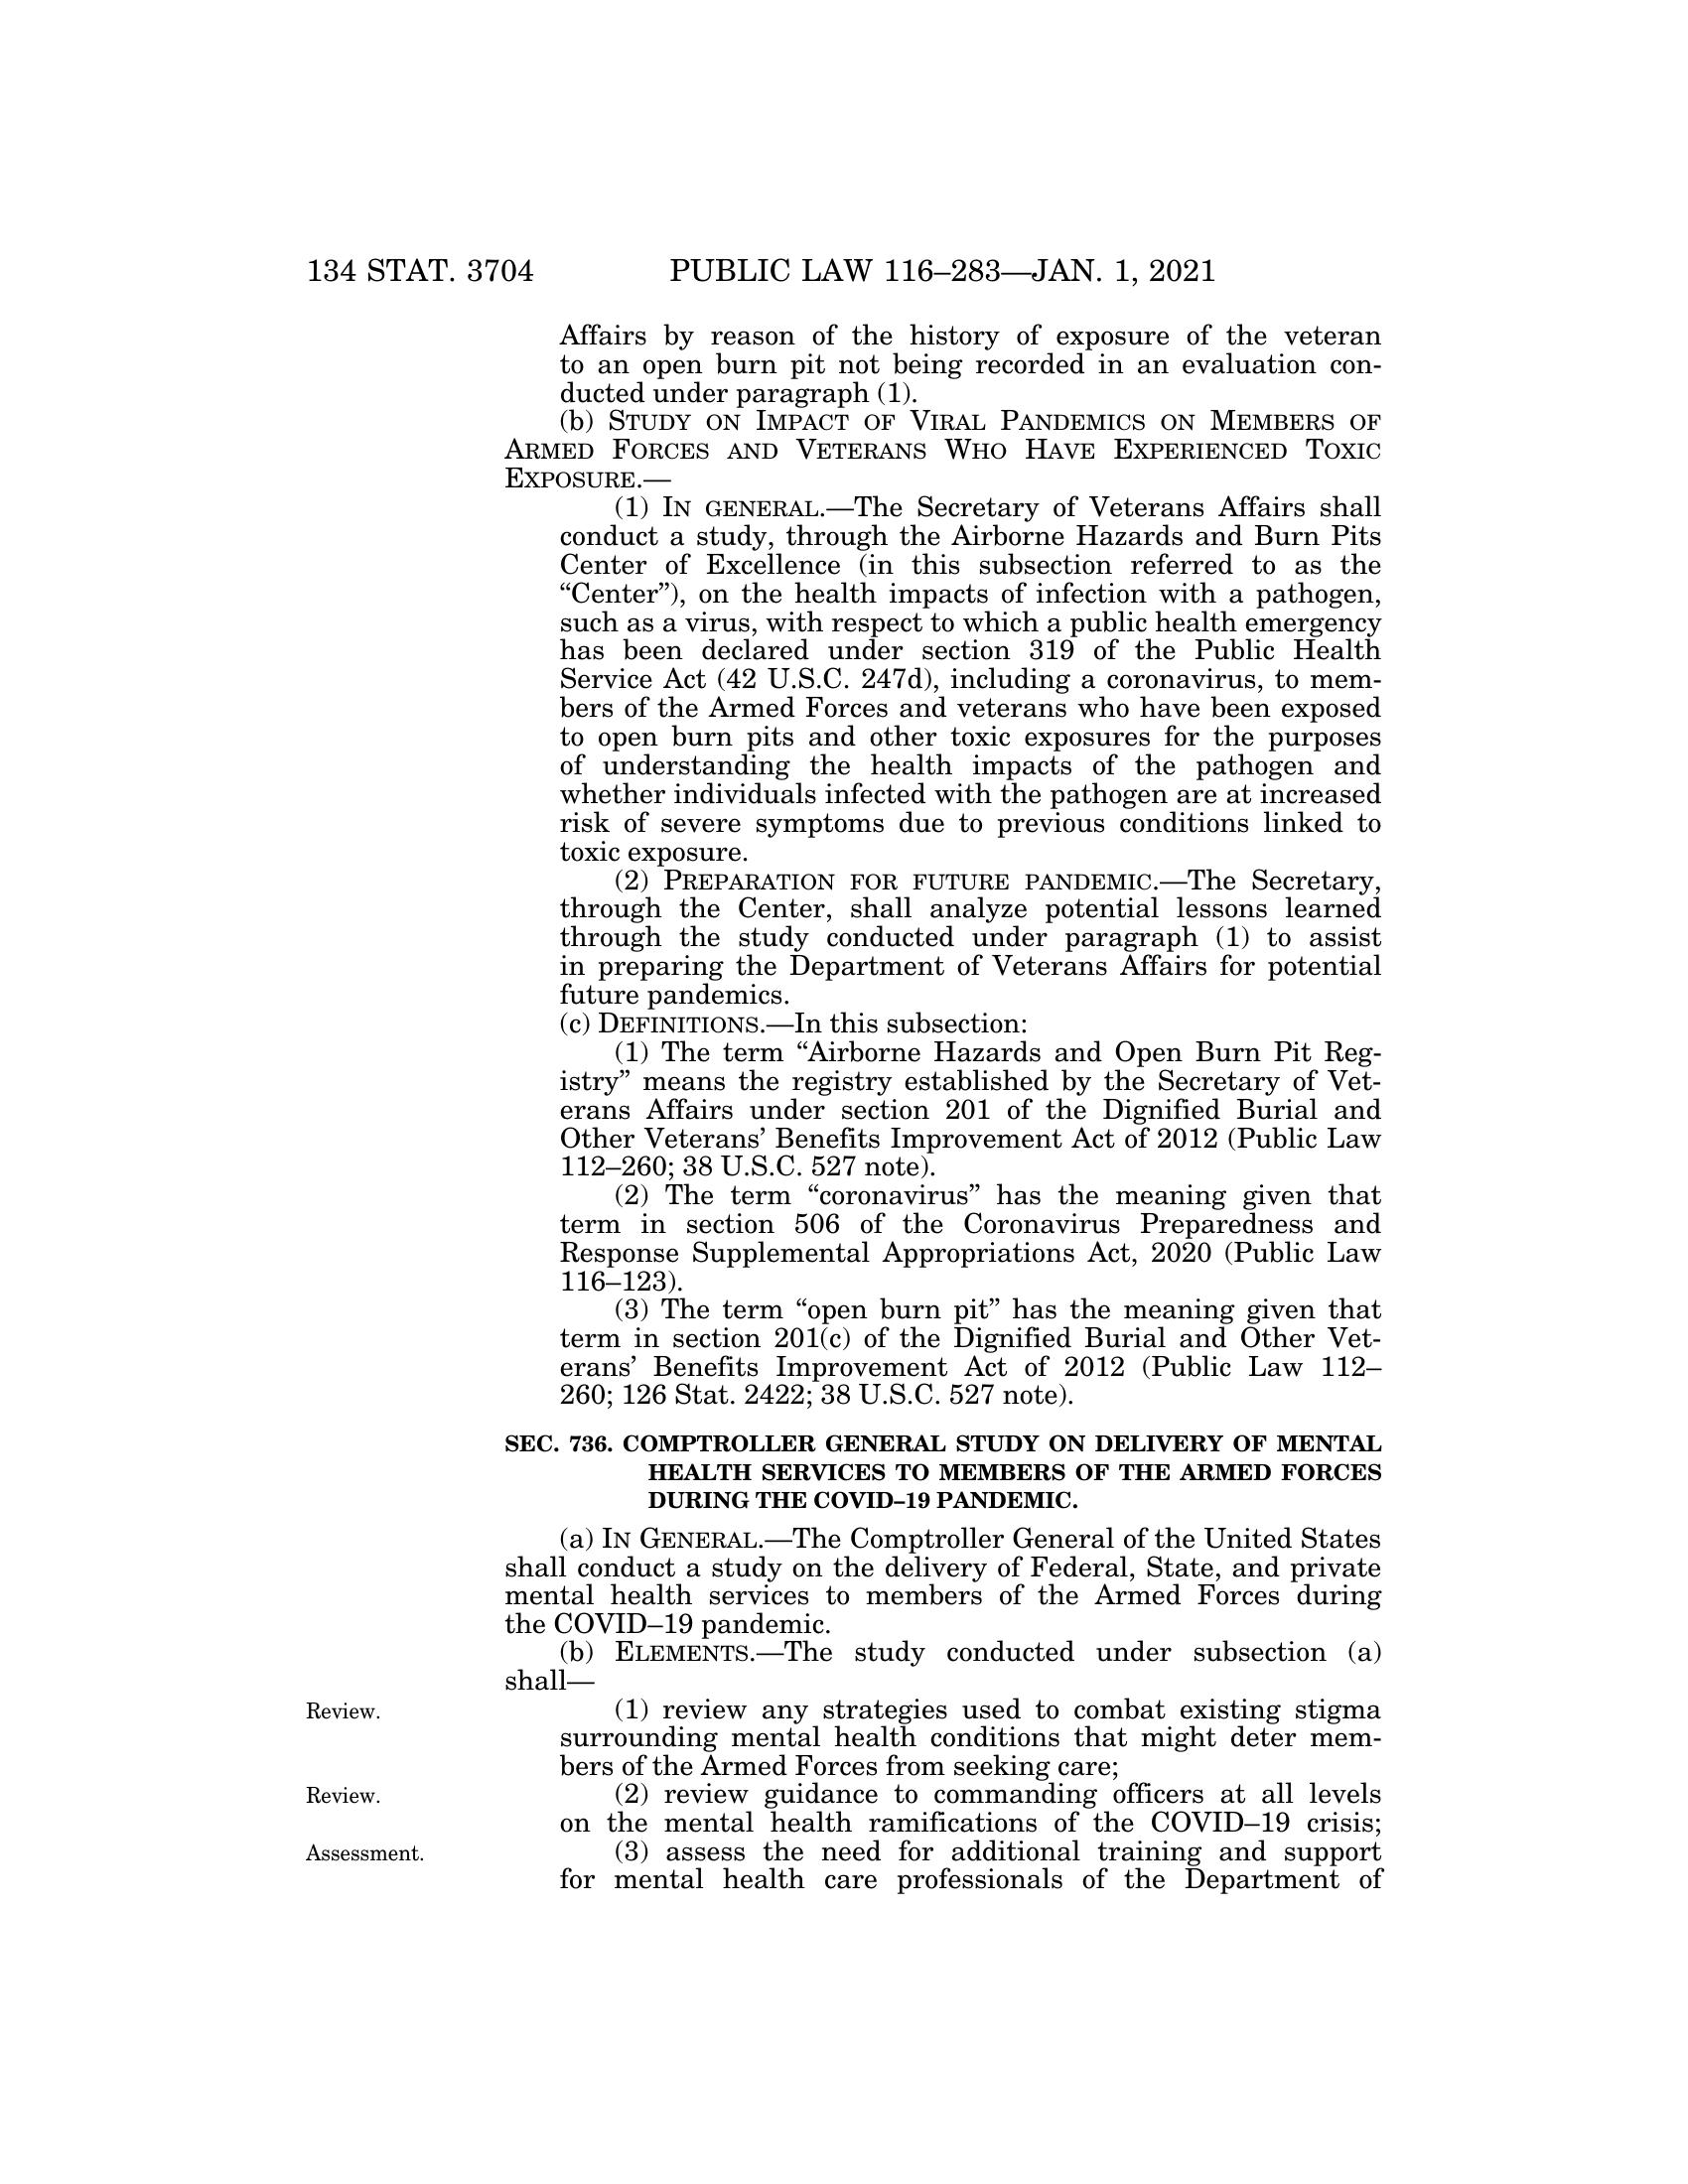 134 STAT. 3704 PUBLIC LAW 116–283—JAN. 1, 2021
Affairs by reason of the history of exposure of the veteran
to an open burn pit not being recorded in an evaluation con-
ducted under paragraph (1).
(b) STUDY ON IMPACT OF VIRAL PANDEMICS ON MEMBERS OF
ARMED FORCES AND VETERANS WHO HAVE EXPERIENCED TOXIC
EXPOSURE.—
(1) IN GENERAL.—The Secretary of Veterans Affairs shall
conduct a study, through the Airborne Hazards and Burn Pits
Center of Excellence (in this subsection referred to as the
“Center”), on the health impacts of infection with a pathogen,
such as a virus, with respect to which a public health emergency
has been declared under section 319 of the Public Health
Service Act (42 U.S.C. 247d), including a coronavirus, to mem-
bers of the Armed Forces and veterans who have been exposed
to open burn pits and other toxic exposures for the purposes
of understanding the health impacts of the pathogen and
whether individuals infected with the pathogen are at increased
risk of severe symptoms due to previous conditions linked to
toxic exposure.
(2) PREPARATION FOR FUTURE PANDEMIC.—The Secretary,
through the Center, shall analyze potential lessons learned
through the study conducted under paragraph (1) to assist
in preparing the Department of Veterans Affairs for potential
future pandemics.
(c) DEFINITIONS.—In this subsection:
(1) The term “Airborne Hazards and Open Burn Pit Reg-
istry” means the registry established by the Secretary of Vet-
erans Affairs under section 201 of the Dignified Burial and
Other Veterans’ Benefits Improvement Act of 2012 (Public Law
112–260; 38 U.S.C. 527 note).
(2) The term “coronavirus” has the meaning given that
term in section 506 of the Coronavirus Preparedness and
Response Supplemental Appropriations Act, 2020 (Public Law
116–123).
(3) The term “open burn pit” has the meaning given that
term in section 201(c) of the Dignified Burial and Other Vet-
erans’ Benefits Improvement Act of 2012 (Public Law 112–
260; 126 Stat. 2422; 38 U.S.C. 527 note).
SEC. 736. COMPTROLLER GENERAL STUDY ON DELIVERY OF MENTAL
HEALTH SERVICES TO MEMBERS OF THE ARMED FORCES
DURING THE COVID–19 PANDEMIC.
(a) IN GENERAL.—The Comptroller General of the United States
shall conduct a study on the delivery of Federal, State, and private
mental health services to members of the Armed Forces during
the COVID–19 pandemic.
(b) ELEMENTS.—The study conducted under subsection (a)
shall—
Review. (1) review any strategies used to combat existing stigma
surrounding mental health conditions that might deter mem-
bers of the Armed Forces from seeking care;
Review. (2) review guidance to commanding officers at all levels
on the mental health ramifications of the COVID–19 crisis;
Assessment. (3) assess the need for additional training and support
for mental health care professionals of the Department of